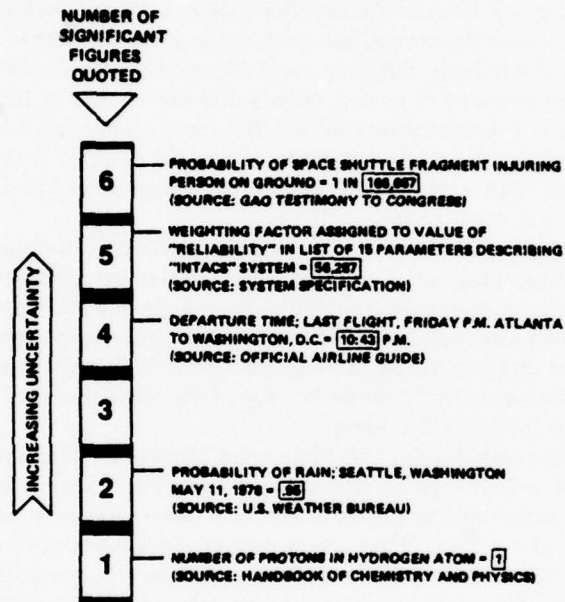 NUMBER OF
SIGNIFICANT
FIGURES
QUOTED
6
PROBABILITY OF SPACE SHUTTLE FRAGMENT INJURING
PERSON ON GROUND = 1 IN 166,667
(SOURCE: GAO TESTIMONY TO CONGRESS)
5
WEIGHTING FACTOR ASSIGNED TO VALUE OF
"RELIABILITY" IN LIST OF 15 PARAMETERS DESCRIBING
"INTACS" SYSTEM = 56,287
(SOURCE: SYSTEM SPECIFICATION)
4
DEPARTURE TIME; LAST FLIGHT, FRIDAY P.M. ATLANTA
TO WASHINGTON, D.C. = 10:43 P.M.
(SOURCE: OFFICIAL AIRLINE GUIDE)
3
2
PROBABILITY OF RAIN; SEATTLE, WASHINGTON
MAY 11, 1978 = .95
(SOURCE: U.S. WEATHER BUREAU)
1
NUMBER OF PROTONS IN HYDROGEN ATOM = 1
(SOURCE: HANDBOOK OF CHEMISTRY AND PHYSICS)
INCREASING UNCERTAINTY